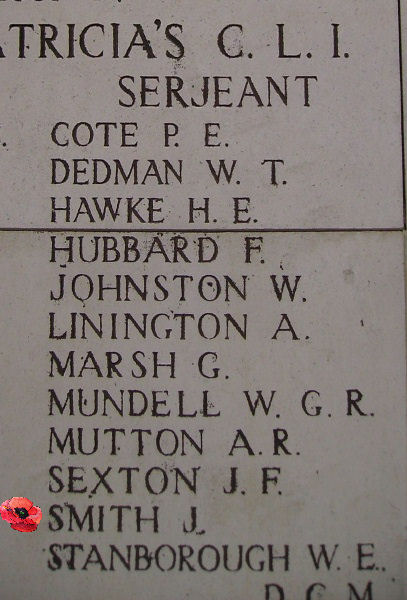 ATRICIA'S C. L. I.
SERJEANT
COTE P. E.
DEDMAN W. T.
HAWKE H. E.
HUBBARD F.
JOHNSTON W.
LININGTON A.
MARSH G.
MUNDELL W. G. R.
MUTTON A. R.
SEXTON J. F.
SMITH J.
STANBOROUGH W. E.,
D. C. M.